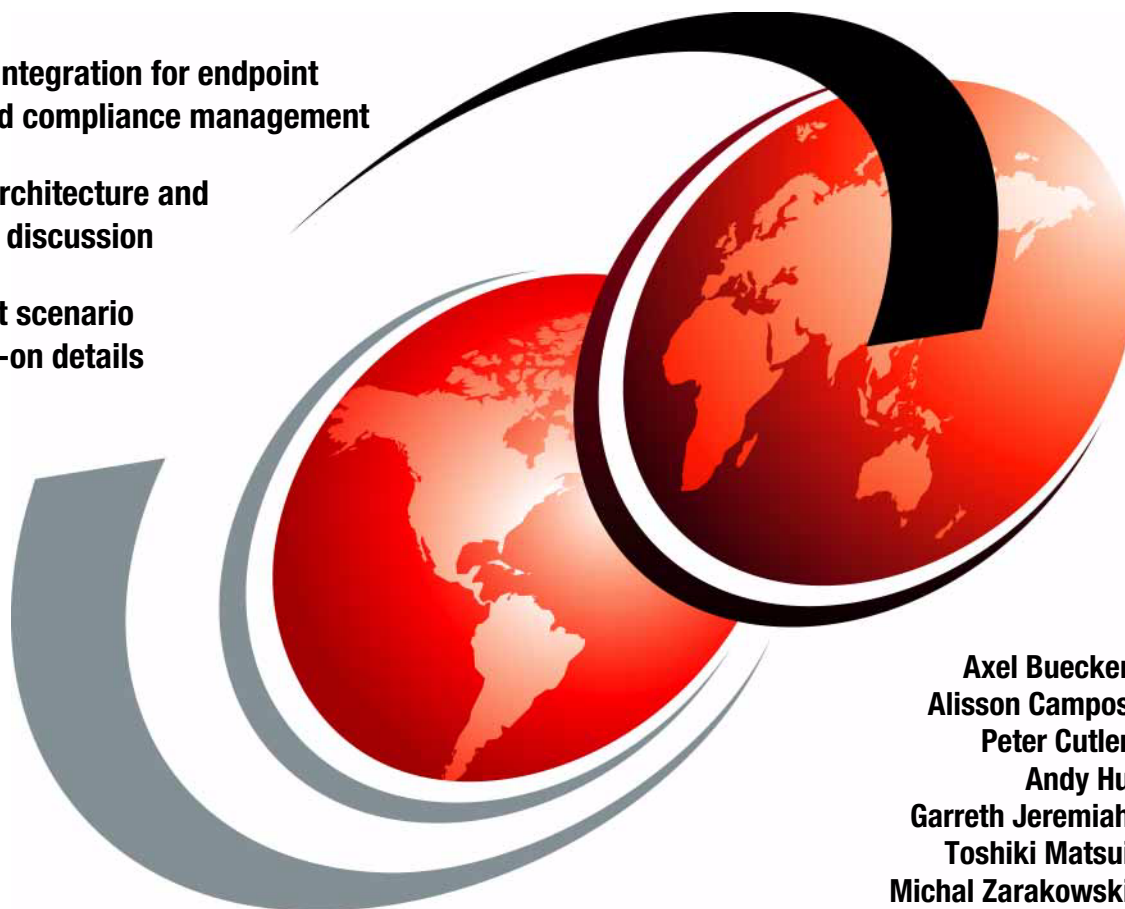 ntegration for endpoint
d compliance management
rchitecture and
discussion
t scenario
-on details
Axel Buecker
Alisson Campos
Peter Cutler
Andy Hu
Garreth Jeremiah
Toshiki Matsui
Michal Zarakowski